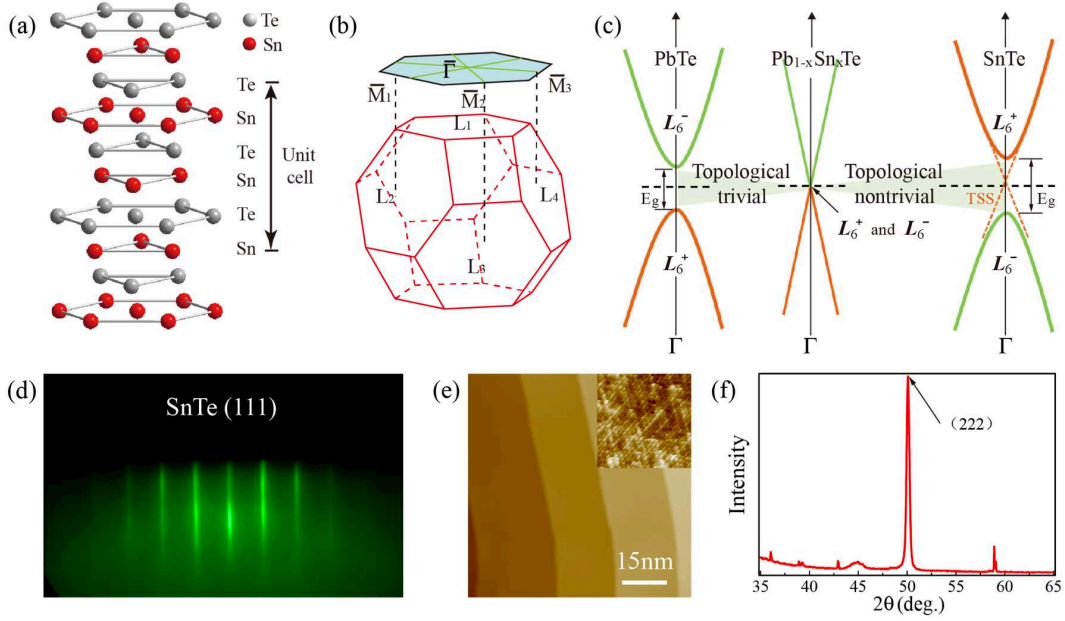 (a)
Te
Sn
Te
Sn
Te
Sn
Te
Sn
Unit
cell
(b)
Γ̄
M̄₁
M̄₂
M̄₃
L₁
L₂
L₃
L₄
(c)
PbTe
Pb₁₋ₓSnₓTe
SnTe
L₆⁻
L₆⁺
Topological
trivial
Topological
nontrivial
E_g
TSS
E_g
L₆⁺ and L₆⁻
L₆⁺
L₆⁻
Γ
Γ
Γ
(d)
SnTe (111)
(e)
15nm
(f)
(222)
Intensity
35 40 45 50 55 60 65
2θ (deg.)